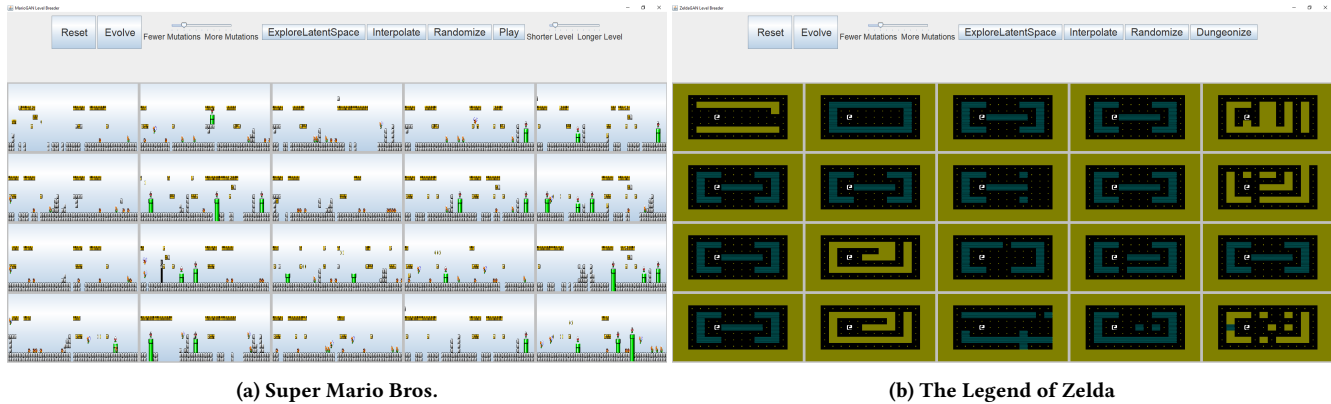 MarioGAN Level Breeder
Reset Evolve Fewer Mutations More Mutations ExploreLatentSpace Interpolate Randomize Play Shorter Level Longer Level
ZeldaGAN Level Breeder
Reset Evolve Fewer Mutations More Mutations ExploreLatentSpace Interpolate Randomize Dungeonize
(a) Super Mario Bros.
(b) The Legend of Zelda